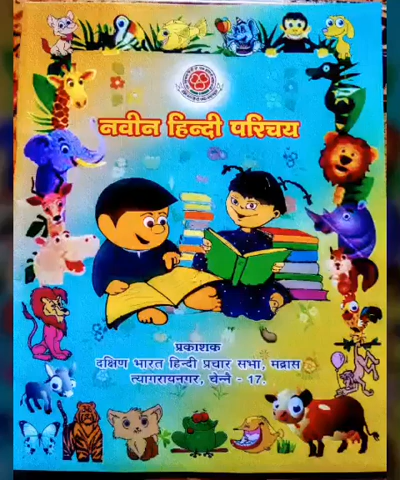 नवीन हिन्दी परिचय
प्रकाशक
दक्षिण भारत हिन्दी प्रचार सभा, मद्रास
त्यागरायनगर, चेन्नै - 17.